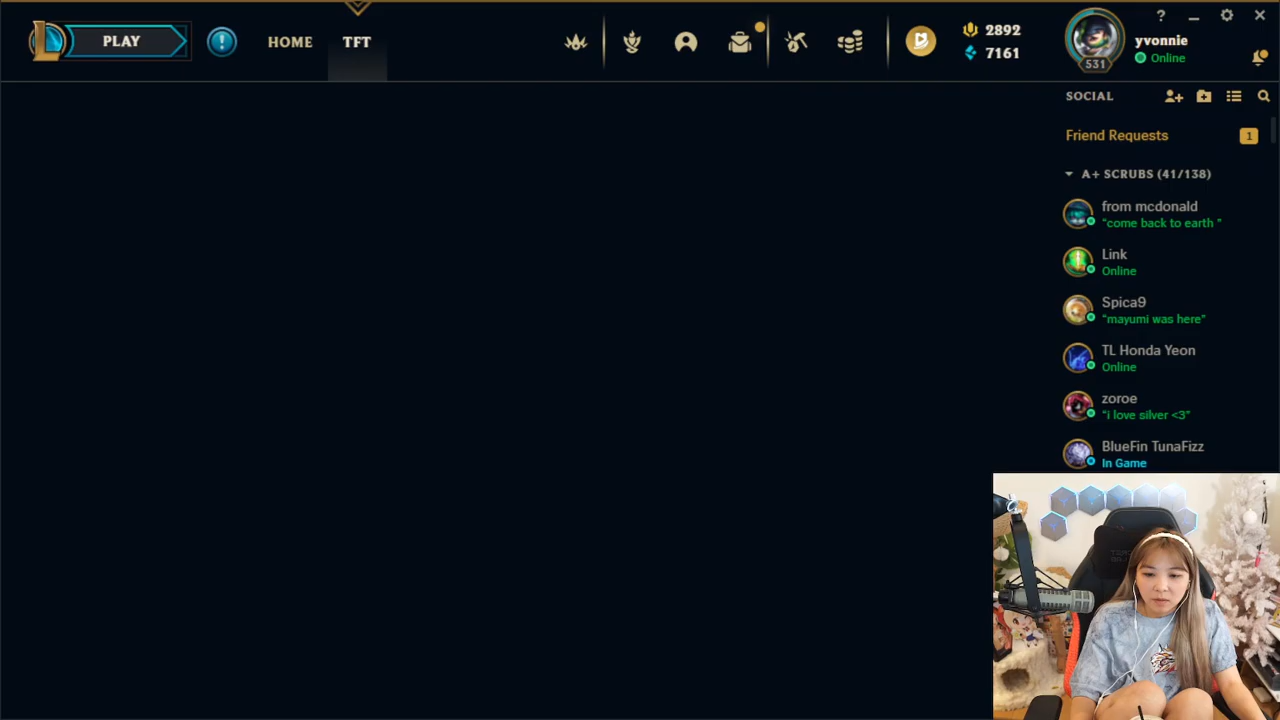 PLAY
HOME
TFT
2892
7161
531
yvonnie
Online
SOCIAL
Friend Requests
1
A+ SCRUBS (41/138)
from mcdonald
"come back to earth "
Link
Online
Spica9
"mayumi was here"
TL Honda Yeon
Online
zoroe
"i love silver <3"
BlueFin TunaFizz
In Game